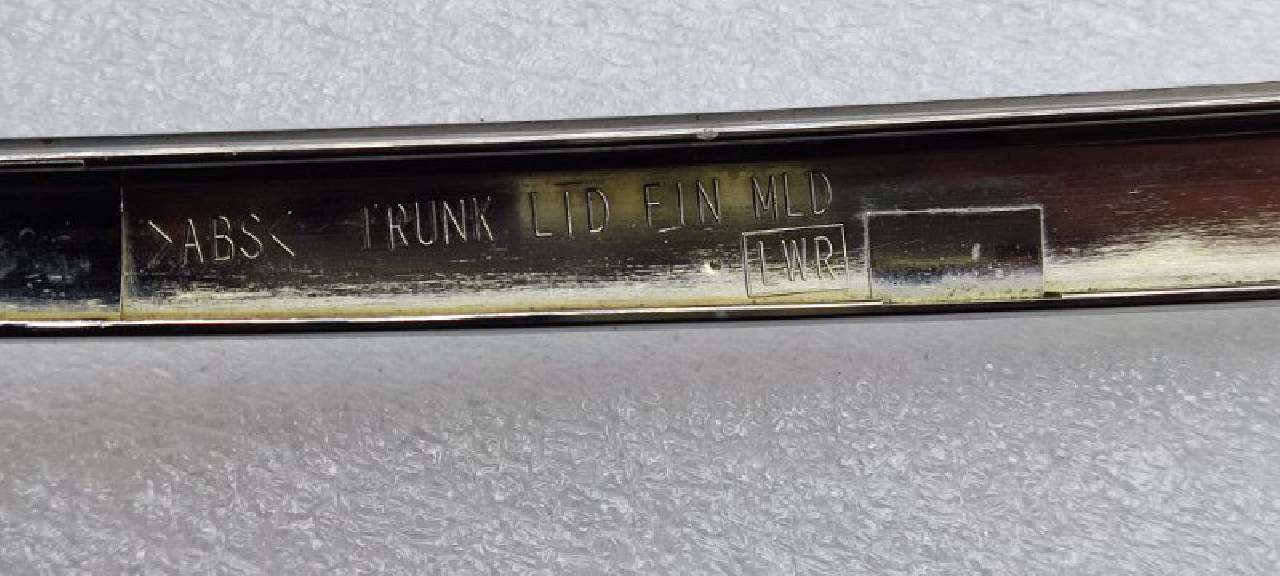 >ABS< TRUNK LID FIN MLD
LWR